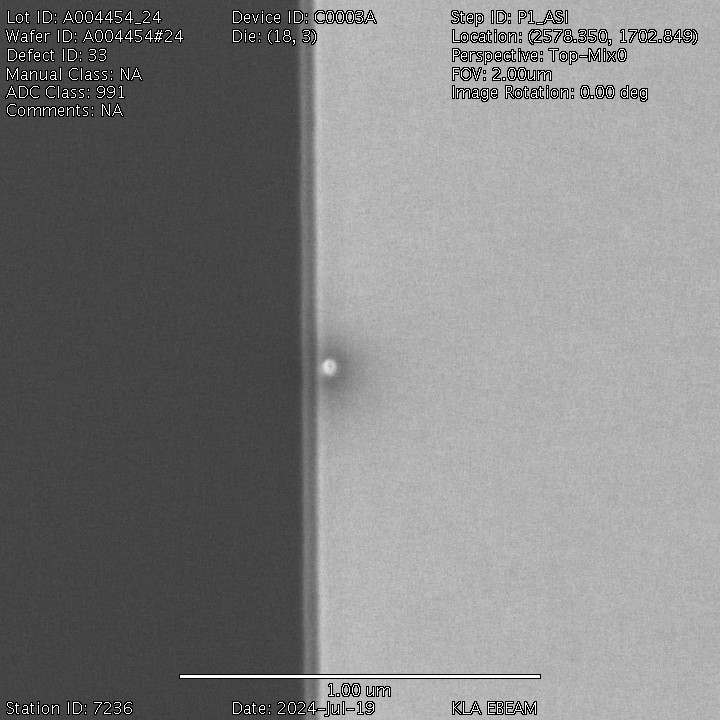 Lot ID: A004454_24 Device ID: C0003A Step ID: P1_ASI
Wafer ID: A004454#24 Die: (18, 3) Location: (2578.350, 1702.849)
Defect ID: 33 Perspective: Top-Mix0
Manual Class: NA FOV: 2.00um
ADC Class: 991 Image Rotation: 0.00 deg
Comments: NA
1.00 um
Station ID: 7236 Date: 2024-Jul-19 KLA EBEAM